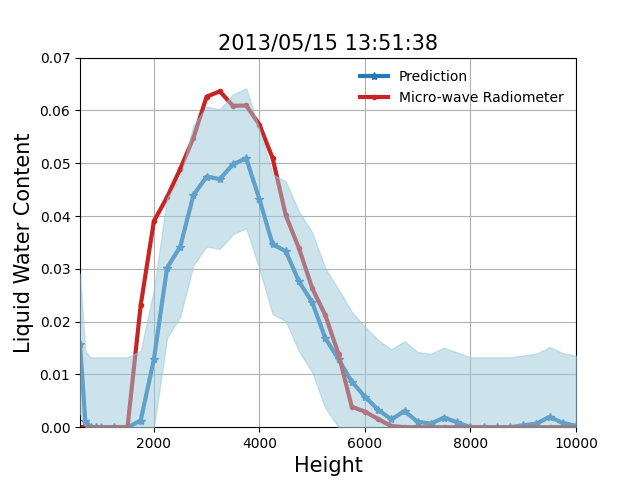 2013/05/15 13:51:38
Prediction
Micro-wave Radiometer
0.07
0.06
0.05
0.04
0.03
0.02
0.01
0.00
Liquid Water Content
2000 4000 6000 8000 10000
Height